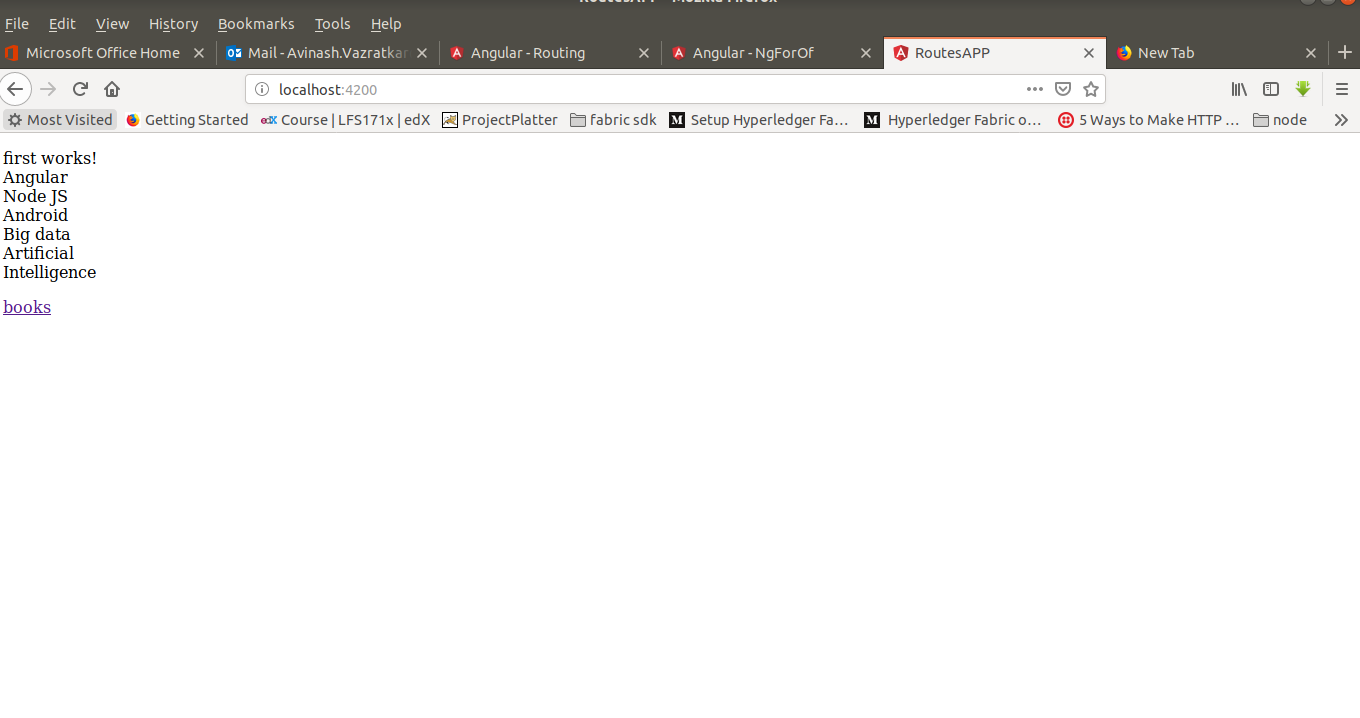 RoutesAPP - Mozilla Firefox
File Edit View History Bookmarks Tools Help
Microsoft Office Home Mail - Avinash.Vazratkar Angular - Routing Angular - NgForOf RoutesAPP New Tab
localhost:4200
Most Visited Getting Started edX Course | LFS171x | edX ProjectPlatter fabric sdk M Setup Hyperledger Fa… M Hyperledger Fabric o… 5 Ways to Make HTTP … node
first works!
Angular
Node JS
Android
Big data
Artificial
Intelligence
books